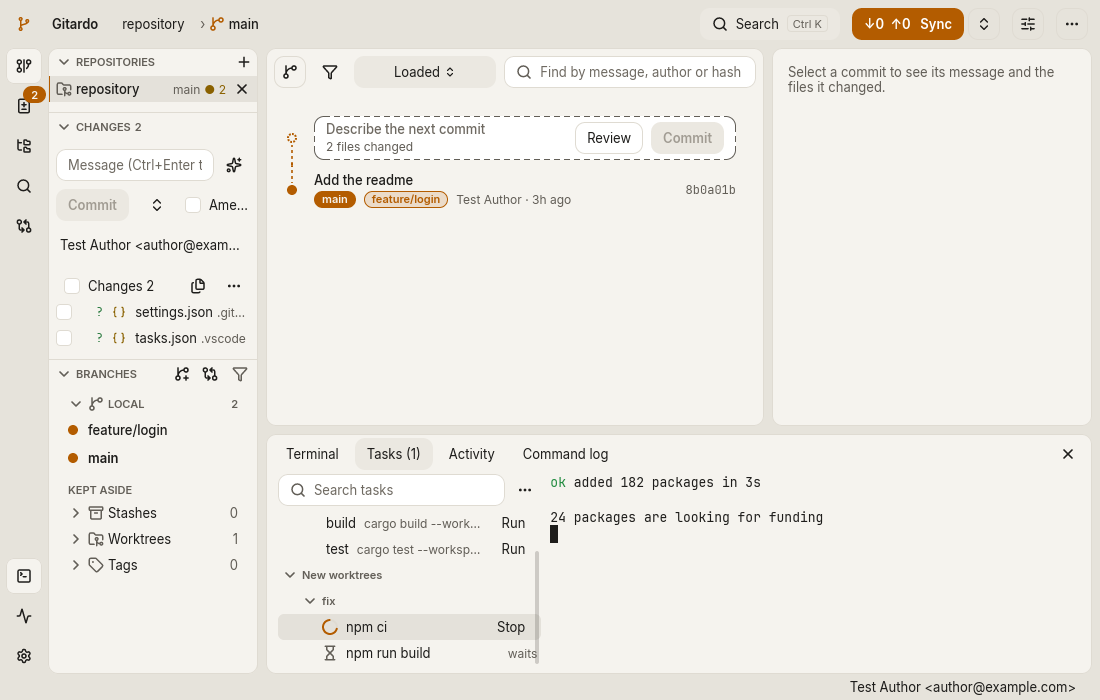 Gitardo
repository
main
Search
Ctrl K
↓0 ↑0 Sync
REPOSITORIES
repository
main
2
2
CHANGES 2
Message (Ctrl+Enter t
Commit
Ame...
Test Author <author@exam...
Changes 2
? { } settings.json .git...
? { } tasks.json .vscode
BRANCHES
LOCAL
2
feature/login
main
KEPT ASIDE
Stashes
0
Worktrees
1
Tags
0
Loaded
Find by message, author or hash
Describe the next commit
2 files changed
Review
Commit
Add the readme
main
feature/login
Test Author · 3h ago
8b0a01b
Select a commit to see its message and the
files it changed.
Terminal
Tasks (1)
Activity
Command log
Search tasks
build cargo build --work...
Run
test cargo test --worksp...
Run
New worktrees
fix
npm ci
Stop
npm run build
waits
ok added 182 packages in 3s
24 packages are looking for funding
Test Author <author@example.com>